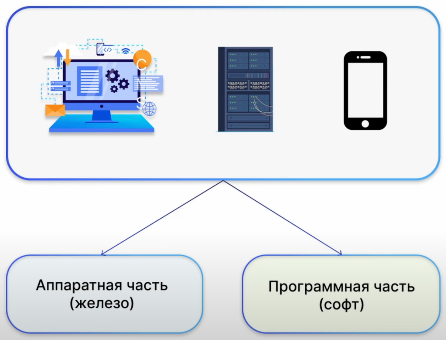 Аппаратная часть
(железо)
Программная часть
(софт)